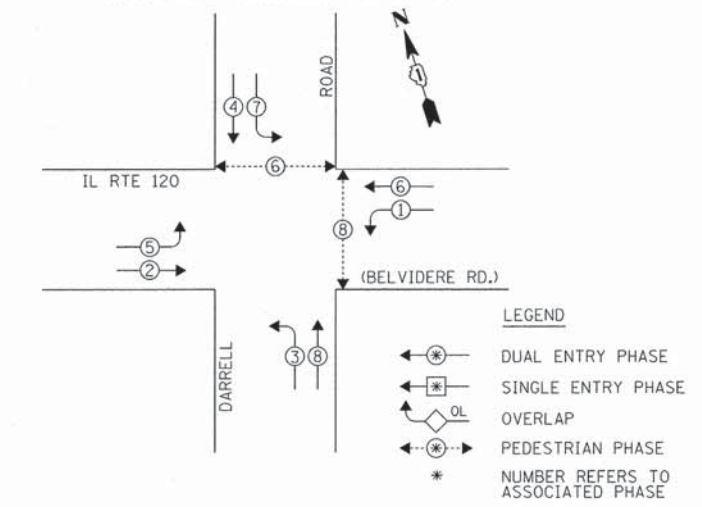 N
ROAD
4
7
1
6
IL RTE 120
6
1
8
5
2
(BELVIDERE RD.)
3
8
DARRELL
LEGEND
* DUAL ENTRY PHASE
* SINGLE ENTRY PHASE
OL OVERLAP
* PEDESTRIAN PHASE
* NUMBER REFERS TO
ASSOCIATED PHASE